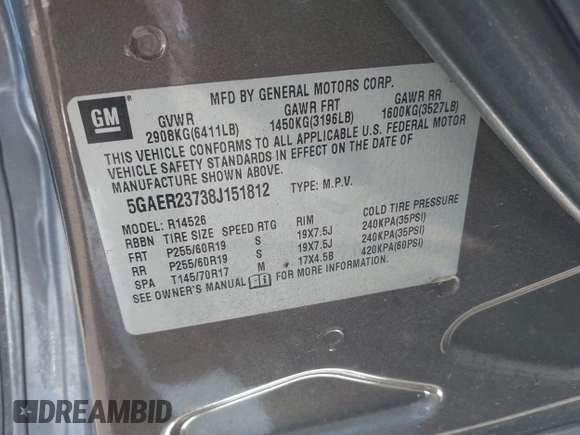 MFD BY GENERAL MOTORS CORP.
GM
GVWR GAWR FRT GAWR RR
2908KG(6411LB) 1450KG(3196LB) 1600KG(3527LB)
THIS VEHICLE CONFORMS TO ALL APPLICABLE U.S. FEDERAL MOTOR
VEHICLE SAFETY STANDARDS IN EFFECT ON THE DATE OF
MANUFACTURE SHOWN ABOVE.
5GAER23738J151812 TYPE: M.P.V.
MODEL: R14526
RBBN TIRE SIZE SPEED RTG RIM COLD TIRE PRESSURE
FRT P255/60R19 S 19X7.5J 240KPA(35PSI)
RR P255/60R19 S 19X7.5J 240KPA(35PSI)
SPA T145/70R17 M 17X4.5B 420KPA(60PSI)
SEE OWNER'S MANUAL FOR MORE INFORMATION.
DREAMBID